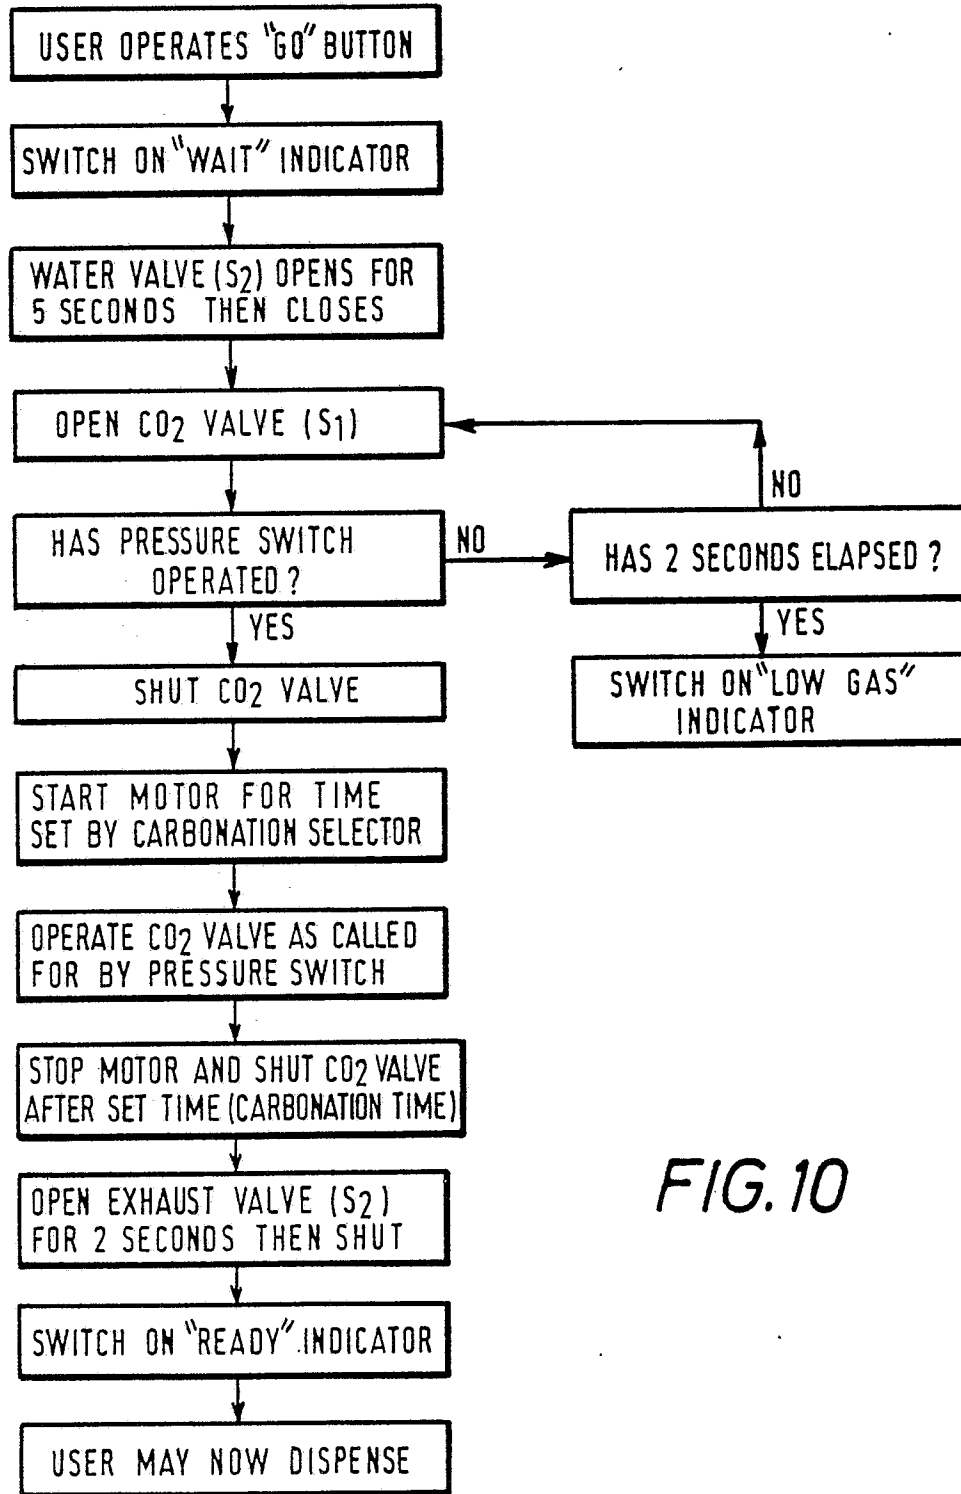 USER OPERATES "GO" BUTTON
SWITCH ON "WAIT" INDICATOR
WATER VALVE (S2) OPENS FOR
5 SECONDS THEN CLOSES
OPEN CO2 VALVE (S1)
HAS PRESSURE SWITCH
OPERATED?
NO
HAS 2 SECONDS ELAPSED?
NO
YES
SWITCH ON "LOW GAS"
INDICATOR
YES
SHUT CO2 VALVE
START MOTOR FOR TIME
SET BY CARBONATION SELECTOR
OPERATE CO2 VALVE AS CALLED
FOR BY PRESSURE SWITCH
STOP MOTOR AND SHUT CO2 VALVE
AFTER SET TIME (CARBONATION TIME)
OPEN EXHAUST VALVE (S2)
FOR 2 SECONDS THEN SHUT
SWITCH ON "READY" INDICATOR
USER MAY NOW DISPENSE
FIG. 10